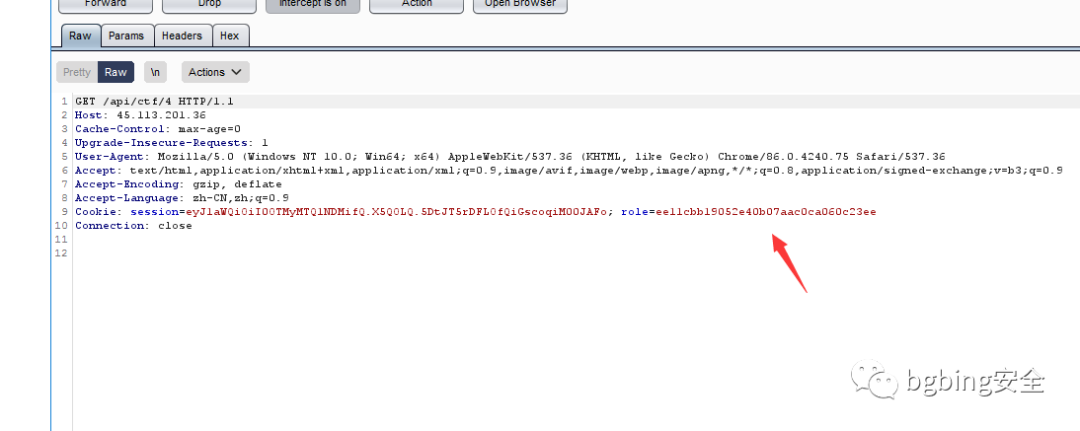 Forward Drop Intercept is on Action Open Browser
Raw Params Headers Hex
Pretty Raw \n Actions
1 GET /api/ctf/4 HTTP/1.1
2 Host: 45.113.201.36
3 Cache-Control: max-age=0
4 Upgrade-Insecure-Requests: 1
5 User-Agent: Mozilla/5.0 (Windows NT 10.0; Win64; x64) AppleWebKit/537.36 (KHTML, like Gecko) Chrome/86.0.4240.75 Safari/537.36
6 Accept: text/html,application/xhtml+xml,application/xml;q=0.9,image/avif,image/webp,image/apng,*/*;q=0.8,application/signed-exchange;v=b3;q=0.9
7 Accept-Encoding: gzip, deflate
8 Accept-Language: zh-CN,zh;q=0.9
9 Cookie: session=eyJ1aWQiOiI0OTMyMTQ1NDMifQ.X5Q0LQ.5DtJT5rDFL0fQiGscoqiM00JAFo; role=ee11cbb19052e40b07aac0ca060c23ee
10 Connection: close
11
12
bgbing安全